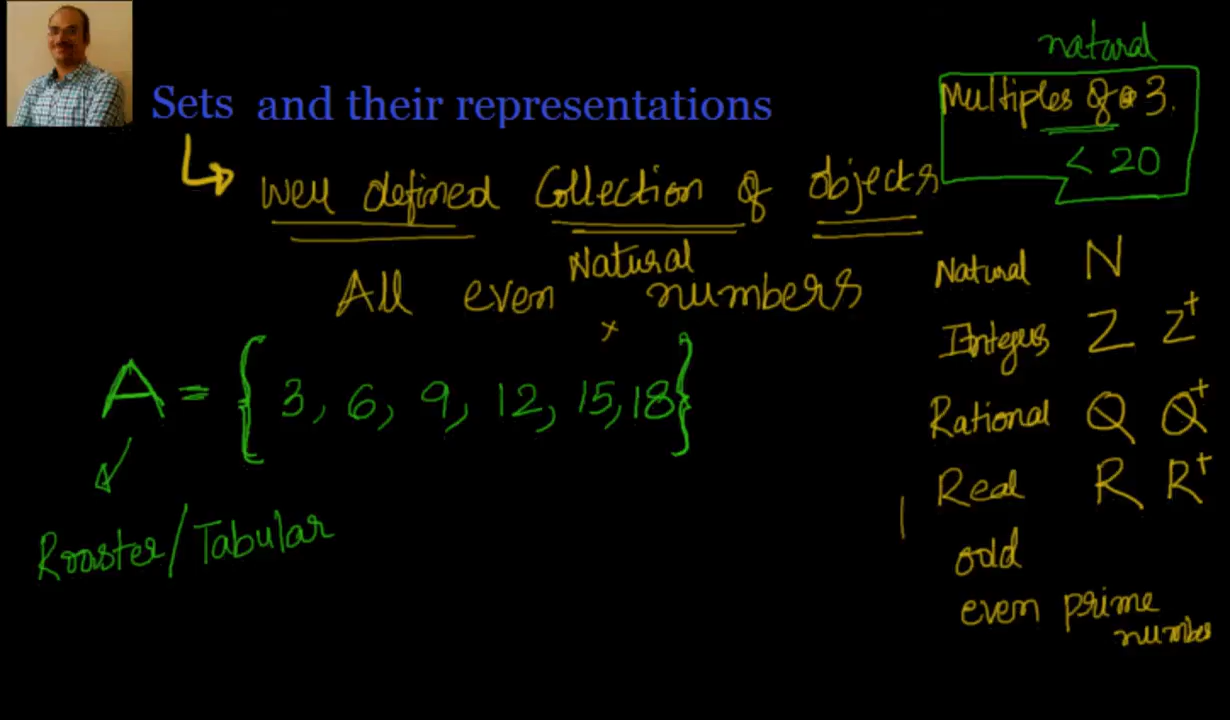 natural
Multiples of 3.
< 20
Sets and their representations
Well defined Collection of objects
Natural
All even numbers
A = { 3, 6, 9, 12, 15, 18}
Rooster/Tabular
Natural N
Integers Z Z+
Rational Q Q+
Real R R+
odd
even prime
number